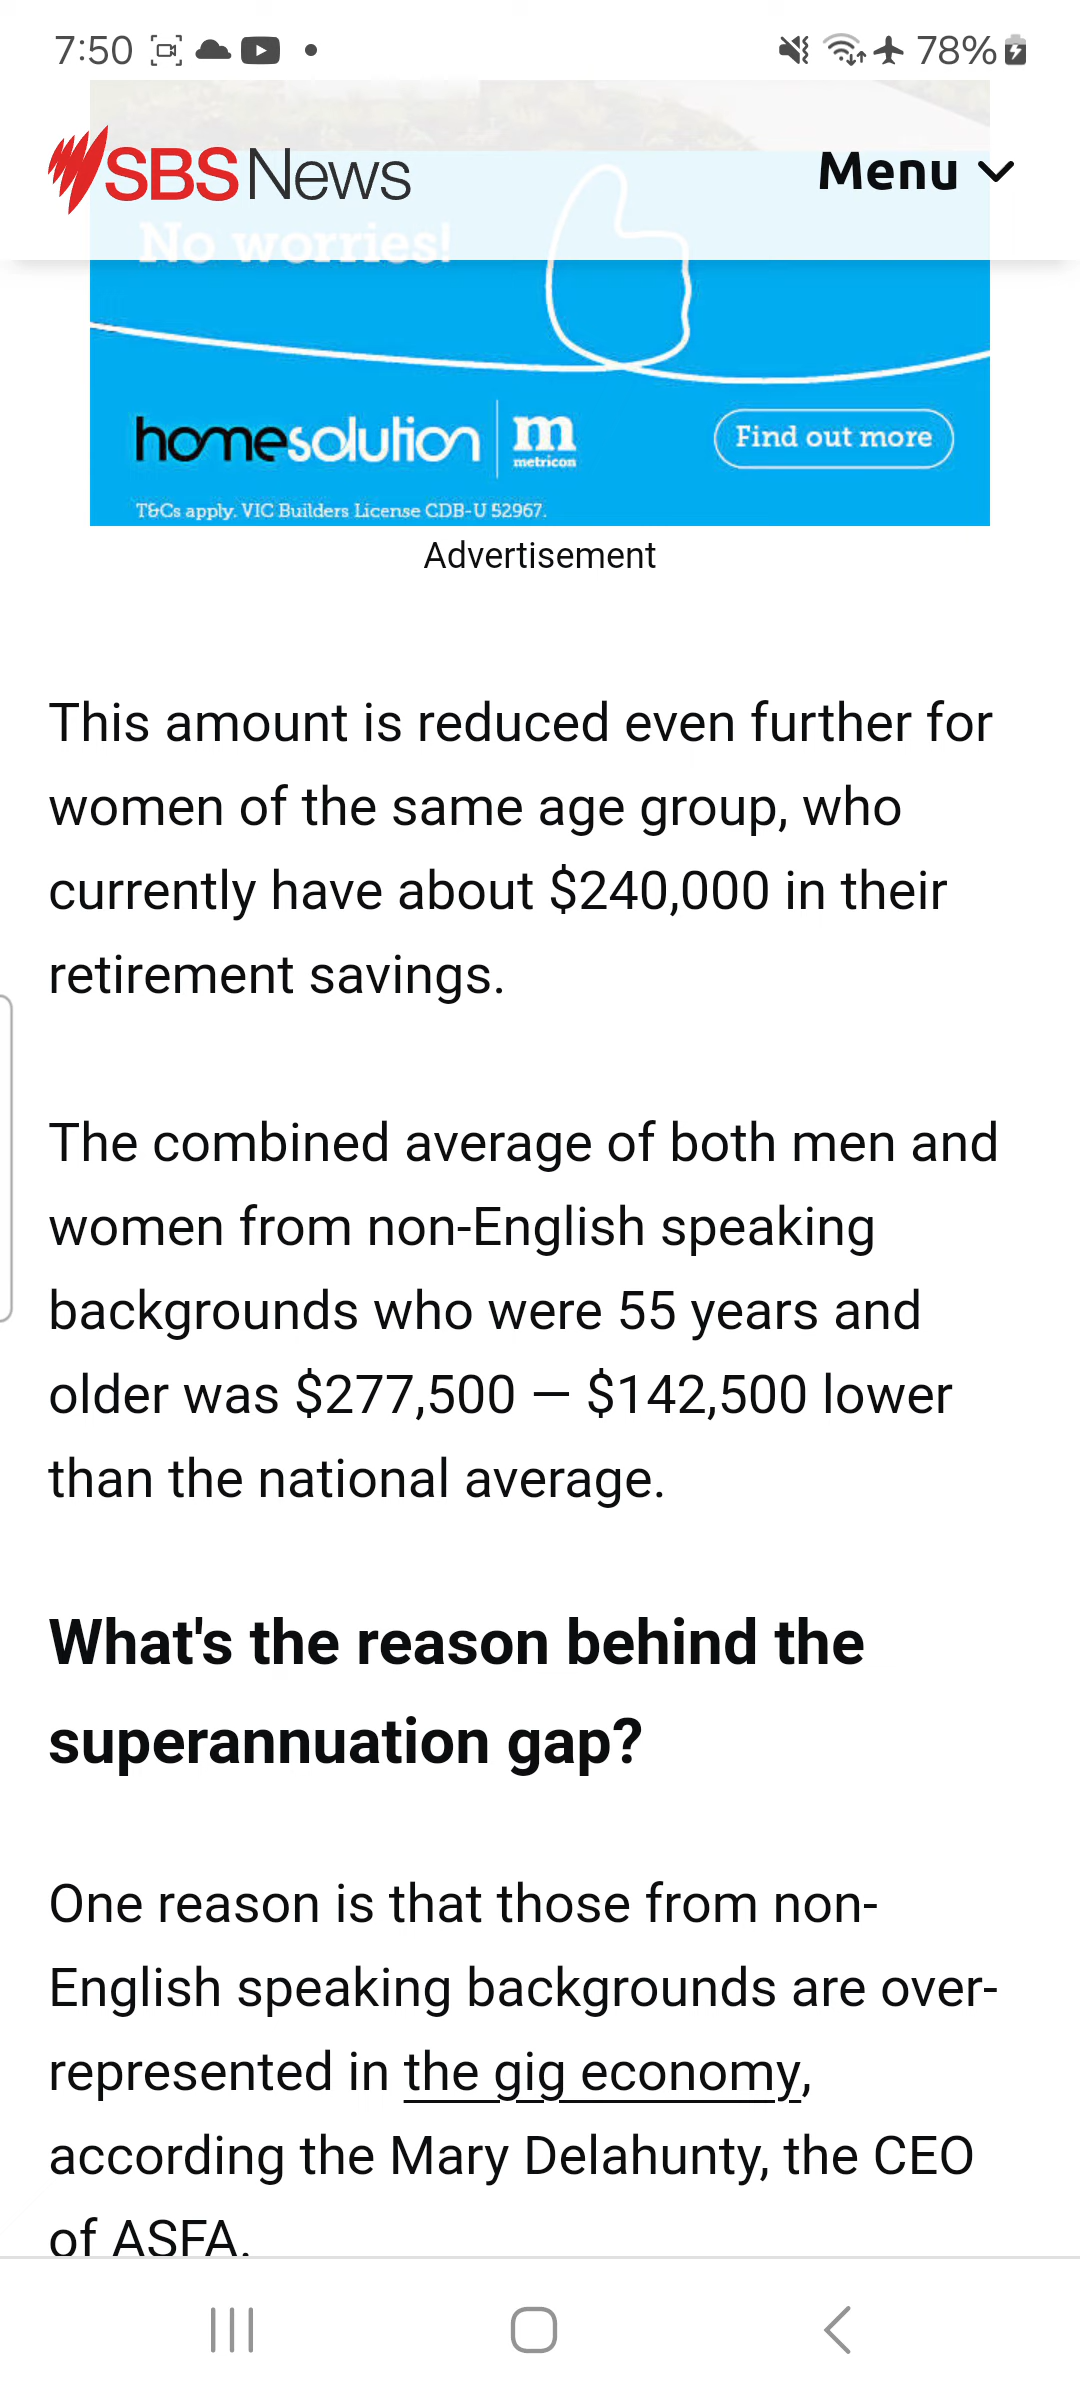 7:50
78%
SBS News
Menu
No worries!
homesolution
m
metricon
Find out more
T&Cs apply. VIC Builders License CDB-U 52967.
Advertisement
This amount is reduced even further for
women of the same age group, who
currently have about $240,000 in their
retirement savings.
The combined average of both men and
women from non-English speaking
backgrounds who were 55 years and
older was $277,500 — $142,500 lower
than the national average.
What's the reason behind the
superannuation gap?
One reason is that those from non-
English speaking backgrounds are over-
represented in the gig economy,
according the Mary Delahunty, the CEO
of ASFA.